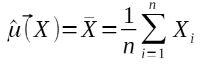 μ̂⃗(X) = X̄ = 1/n ∑_{i=1}^{n} X_i